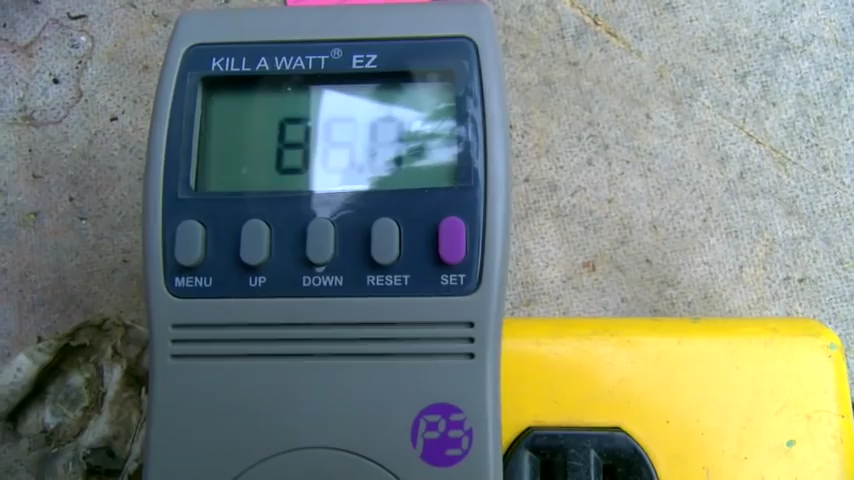 KILL A WATT® EZ
MENU UP DOWN RESET SET
P3